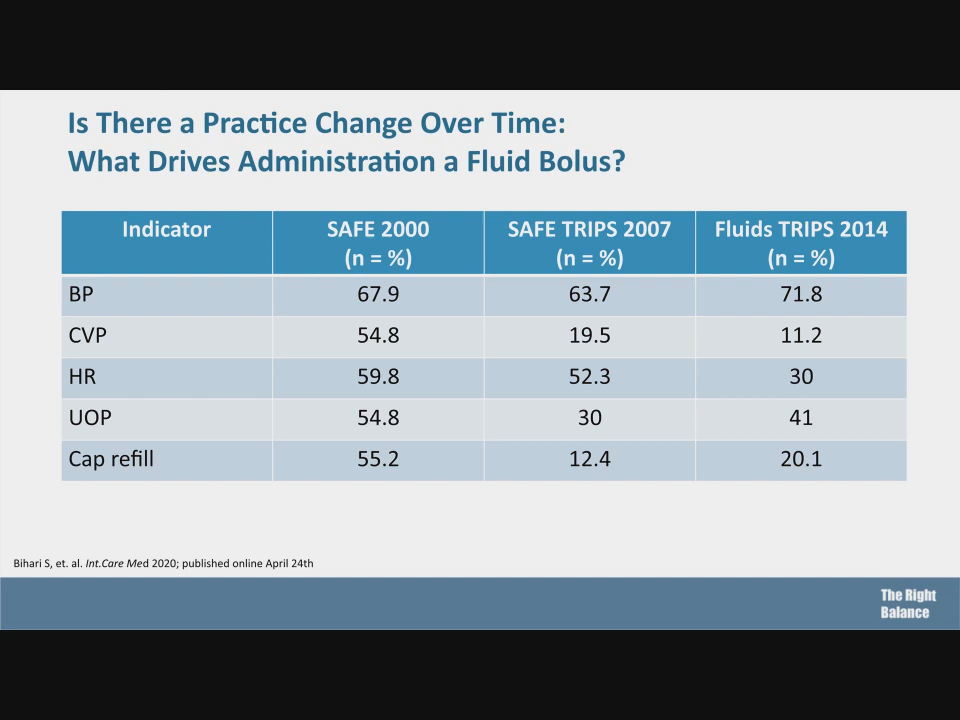 Is There a Practice Change Over Time:
What Drives Administration a Fluid Bolus?
Indicator SAFE 2000 SAFE TRIPS 2007 Fluids TRIPS 2014
(n = %) (n = %) (n = %)
BP 67.9 63.7 71.8
CVP 54.8 19.5 11.2
HR 59.8 52.3 30
UOP 54.8 30 41
Cap refill 55.2 12.4 20.1
Bihari S, et. al. Int.Care Med 2020; published online April 24th
The Right
Balance